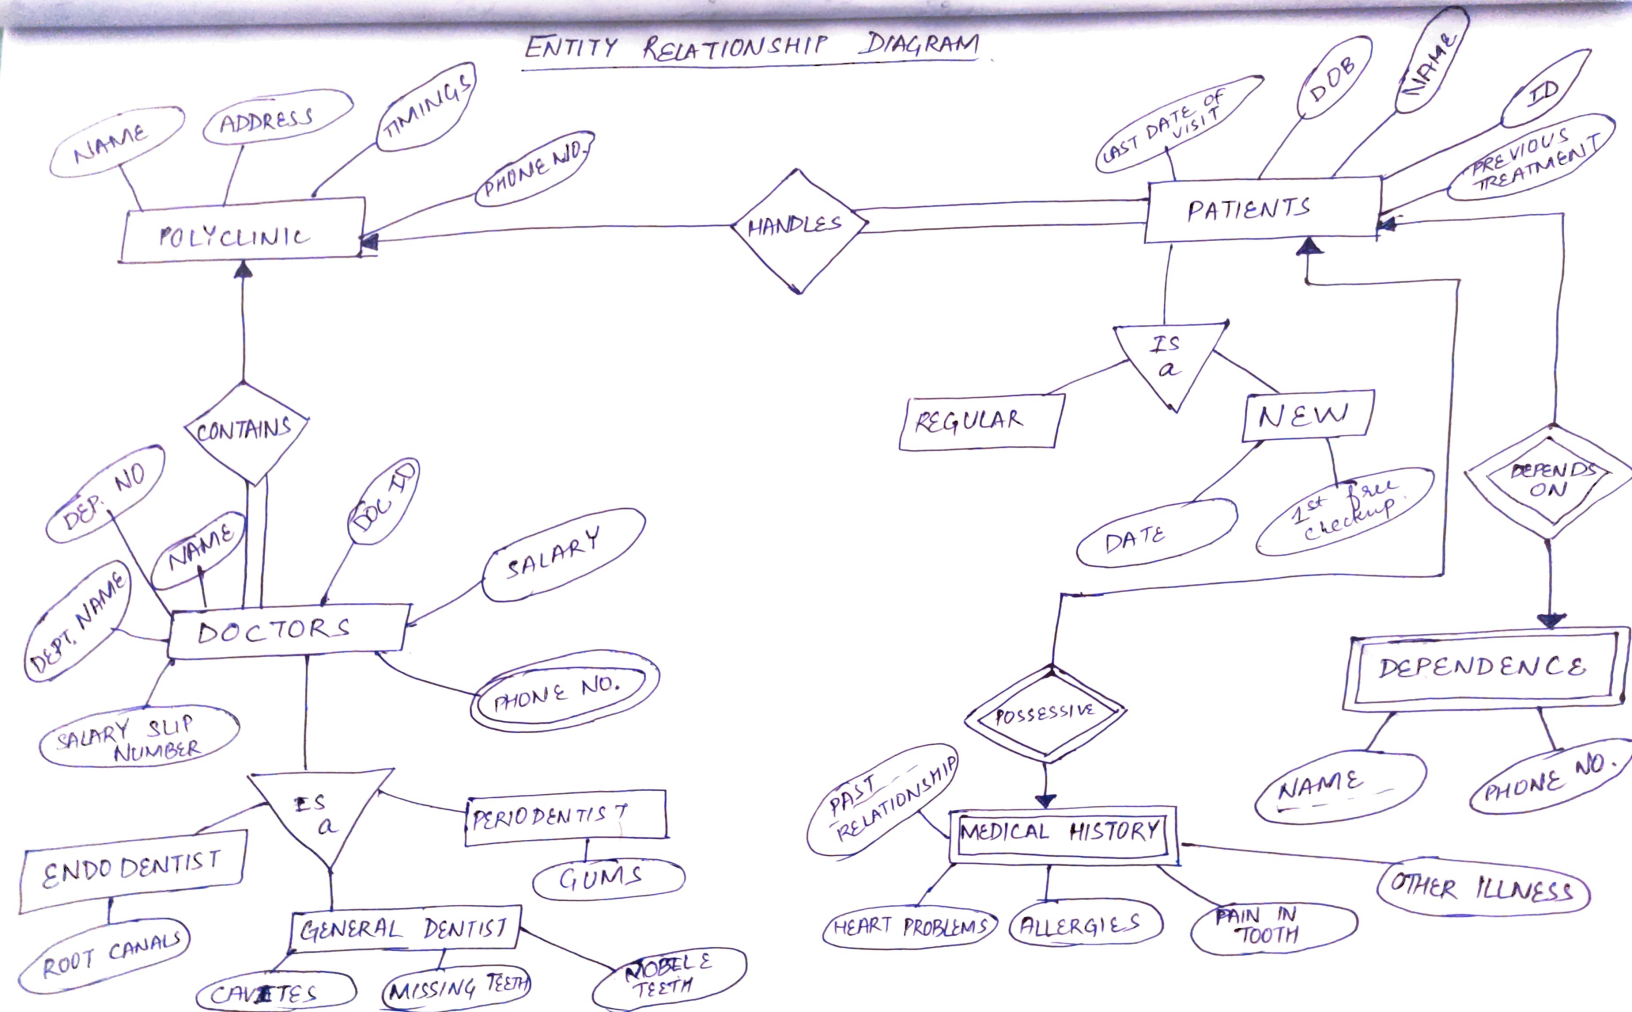 ENTITY RELATIONSHIP DIAGRAM
NAME
ADDRESS
TIMINGS
PHONE NO.
POLYCLINIC
HANDLES
LAST DATE OF
VISIT
DOB
NAME
ID
PREVIOUS
TREATMENT
PATIENTS
IS
a
REGULAR
NEW
DATE
1st free
checkup.
DEPENDS
ON
CONTAINS
DEP. NO
NAME
DOC ID
SALARY
DEPT. NAME
DOCTORS
PHONE NO.
SALARY SLIP
NUMBER
IS
a
PERIODENTIST
GUMS
ENDODENTIST
ROOT CANALS
GENERAL DENTIST
CAVITES
MISSING TEETH
MOBELE
TEETH
POSSESSIVE
DEPENDENCE
NAME
PHONE NO.
PAST
RELATIONSHIP
MEDICAL HISTORY
HEART PROBLEMS
ALLERGIES
PAIN IN
TOOTH
OTHER ILLNESS